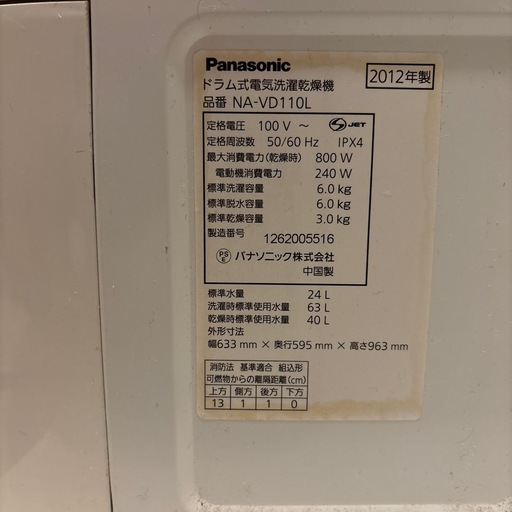 Panasonic
2012年製
ドラム式電気洗濯乾燥機
品番 NA-VD110L
定格電圧 100 V ～ S JET
定格周波数 50/60 Hz IPX4
最大消費電力(乾燥時) 800 W
電動機消費電力 240 W
標準洗濯容量 6.0 kg
標準脱水容量 6.0 kg
標準乾燥容量 3.0 kg
製造番号 1262005516
PS E パナソニック株式会社
中国製
標準水量 24 L
洗濯時標準使用水量 63 L
乾燥時標準使用水量 40 L
外形寸法
幅633 mm × 奥行595 mm × 高さ963 mm
消防法 基準適合 組込形
可燃物からの離隔距離(cm)
上方 側方 後方 下方
13 1 1 0